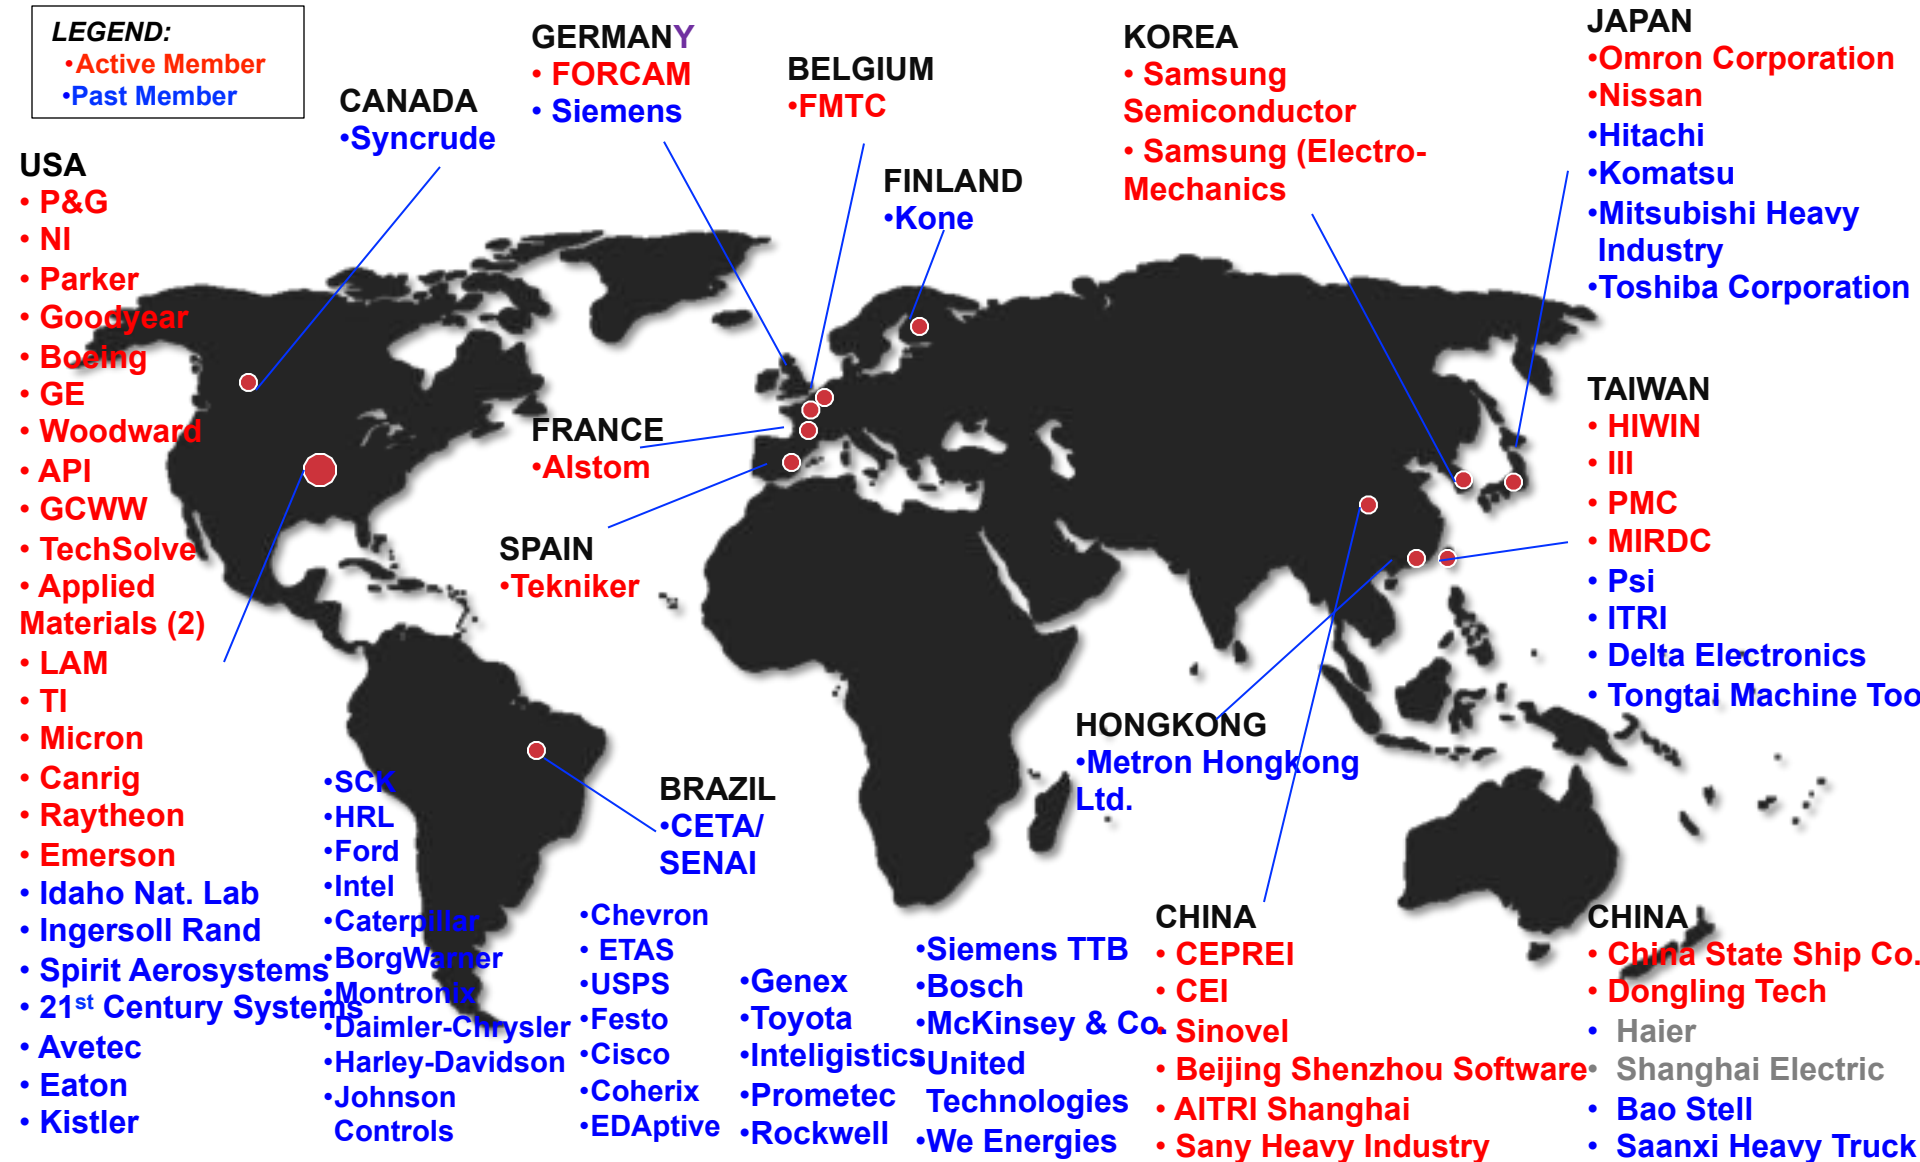 LEGEND:
•Active Member
•Past Member
USA
• P&G
• NI
• Parker
• Goodyear
• Boeing
• GE
• Woodward
• API
• GCWW
• TechSolve
• Applied
Materials (2)
• LAM
• TI
• Micron
• Canrig
• Raytheon
• Emerson
• Idaho Nat. Lab
• Ingersoll Rand
• Spirit Aerosystems
• 21st Century Systems
• Avetec
• Eaton
• Kistler
•SCK
•HRL
•Ford
•Intel
•Caterpillar
•BorgWarner
•Montronix
•Daimler-Chrysler
•Harley-Davidson
•Johnson
Controls
•Chevron
• ETAS
•USPS
•Festo
•Cisco
•Coherix
•EDAptive
•Genex
•Toyota
•Inteligistics
•Prometec
•Rockwell
•Siemens TTB
•Bosch
•McKinsey & Co.
•United
Technologies
•We Energies
CANADA
•Syncrude
GERMANY
• FORCAM
• Siemens
BELGIUM
•FMTC
FINLAND
•Kone
FRANCE
•Alstom
SPAIN
•Tekniker
BRAZIL
•CETA/
SENAI
KOREA
• Samsung
Semiconductor
• Samsung (Electro-
Mechanics
JAPAN
•Omron Corporation
•Nissan
•Hitachi
•Komatsu
•Mitsubishi Heavy
Industry
•Toshiba Corporation
TAIWAN
• HIWIN
• III
• PMC
• MIRDC
• Psi
• ITRI
• Delta Electronics
• Tongtai Machine Too
HONGKONG
•Metron Hongkong
Ltd.
CHINA
• CEPREI
• CEI
• Sinovel
• Beijing Shenzhou Software
• AITRI Shanghai
• Sany Heavy Industry
CHINA
• China State Ship Co.
• Dongling Tech
• Haier
• Shanghai Electric
• Bao Stell
• Saanxi Heavy Truck